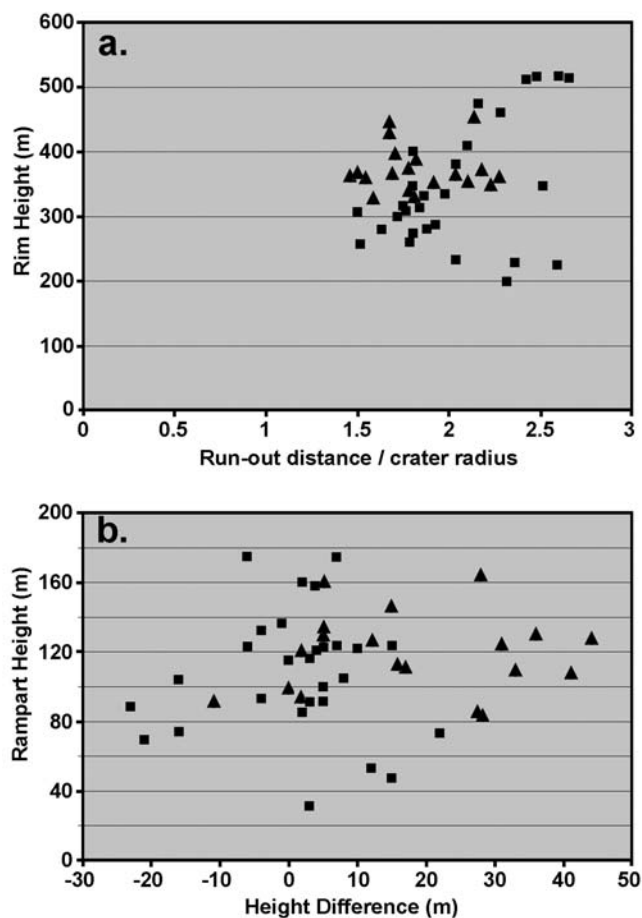 a.
600
500
400
300
200
100
0
Rim Height (m)
0 0.5 1 1.5 2 2.5 3
Run-out distance / crater radius
b.
200
160
120
80
40
0
Rampart Height (m)
-30 -20 -10 0 10 20 30 40 50
Height Difference (m)